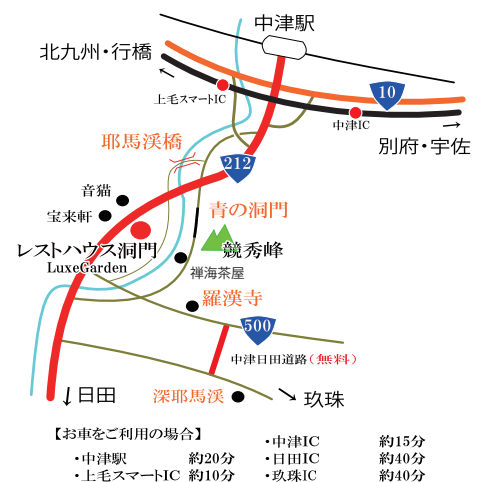 中津駅
北九州・行橋
上毛スマートIC
10
中津IC
別府・宇佐
耶馬渓橋
212
音猫
宝来軒
青の洞門
レストハウス洞門
LuxeGarden
競秀峰
禅海茶屋
羅漢寺
500
中津日田道路(無料)
日田
深耶馬渓
玖珠
【お車をご利用の場合】
・中津駅 約20分
・上毛スマートIC 約10分
・中津IC 約15分
・日田IC 約40分
・玖珠IC 約40分